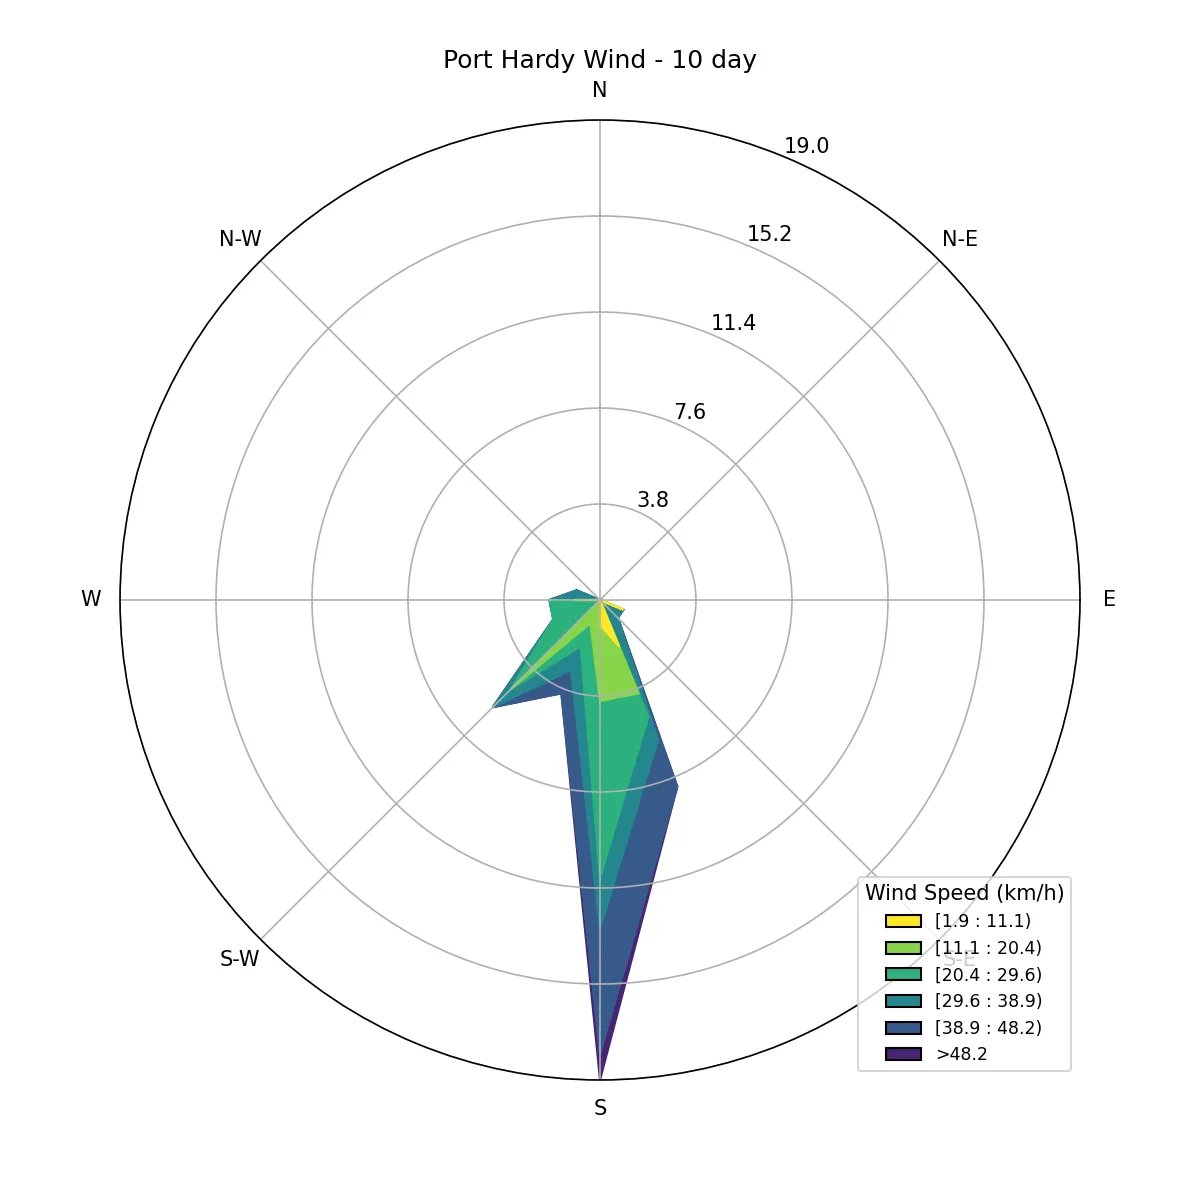 Port Hardy Wind - 10 day
N
19.0
15.2
N-W
N-E
11.4
7.6
3.8
W
E
Wind Speed (km/h)
[1.9 : 11.1)
[11.1 : 20.4)
S-W
S-E
[20.4 : 29.6)
[29.6 : 38.9)
[38.9 : 48.2)
>48.2
S